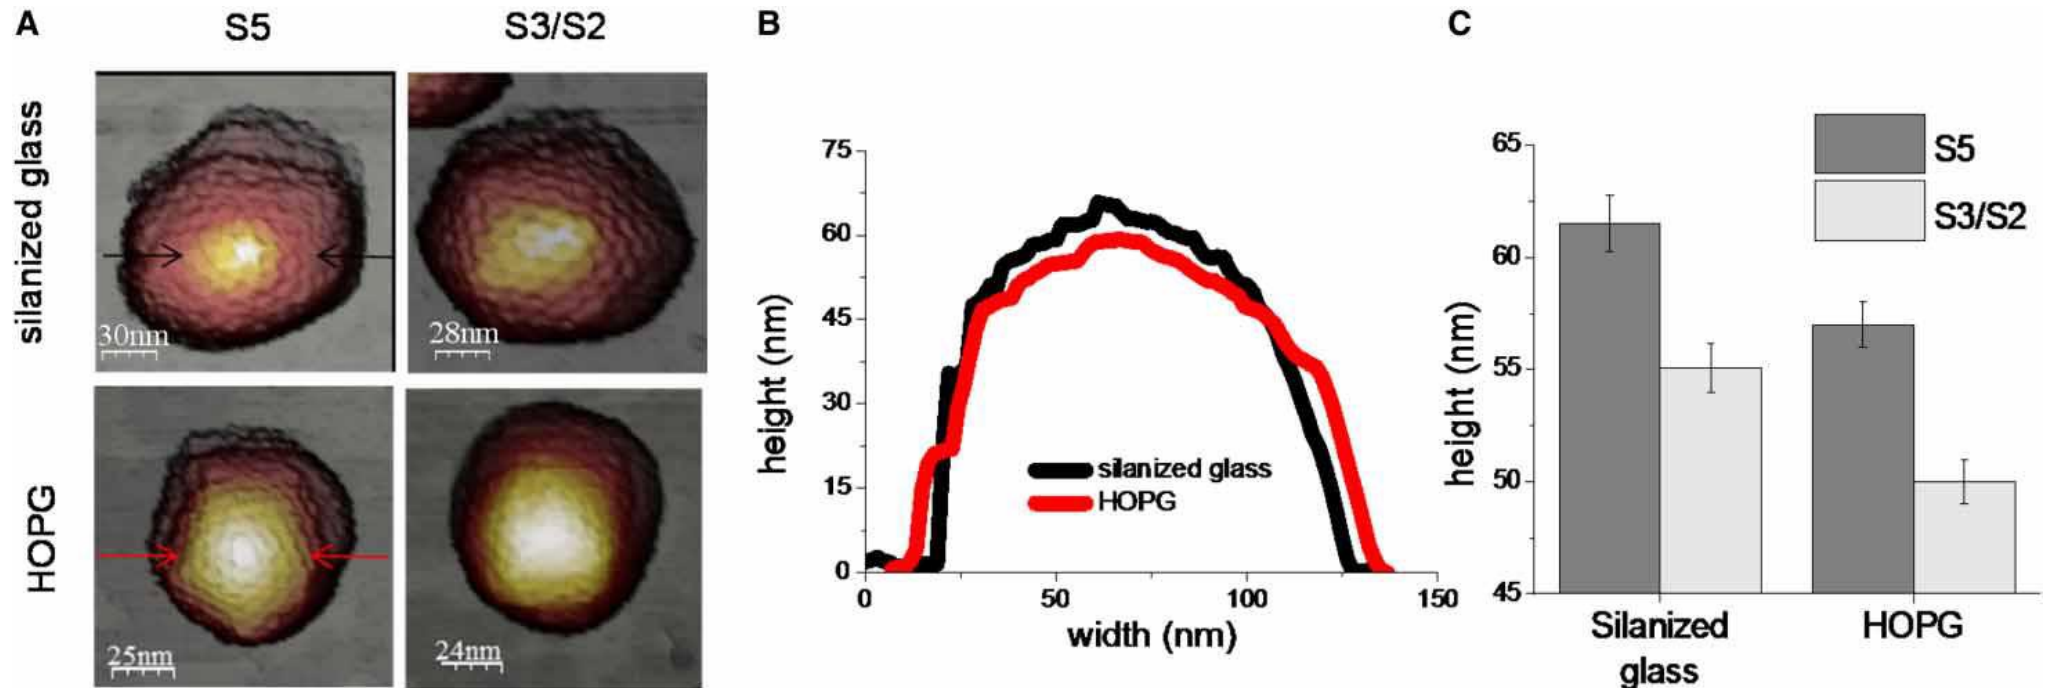 A
S5
S3/S2
silanized glass
HOPG
30nm
28nm
25nm
24nm
B
height (nm)
75
60
45
30
15
0
0
50
100
150
width (nm)
silanized glass
HOPG
C
height (nm)
65
60
55
50
45
S5
S3/S2
Silanized
glass
HOPG